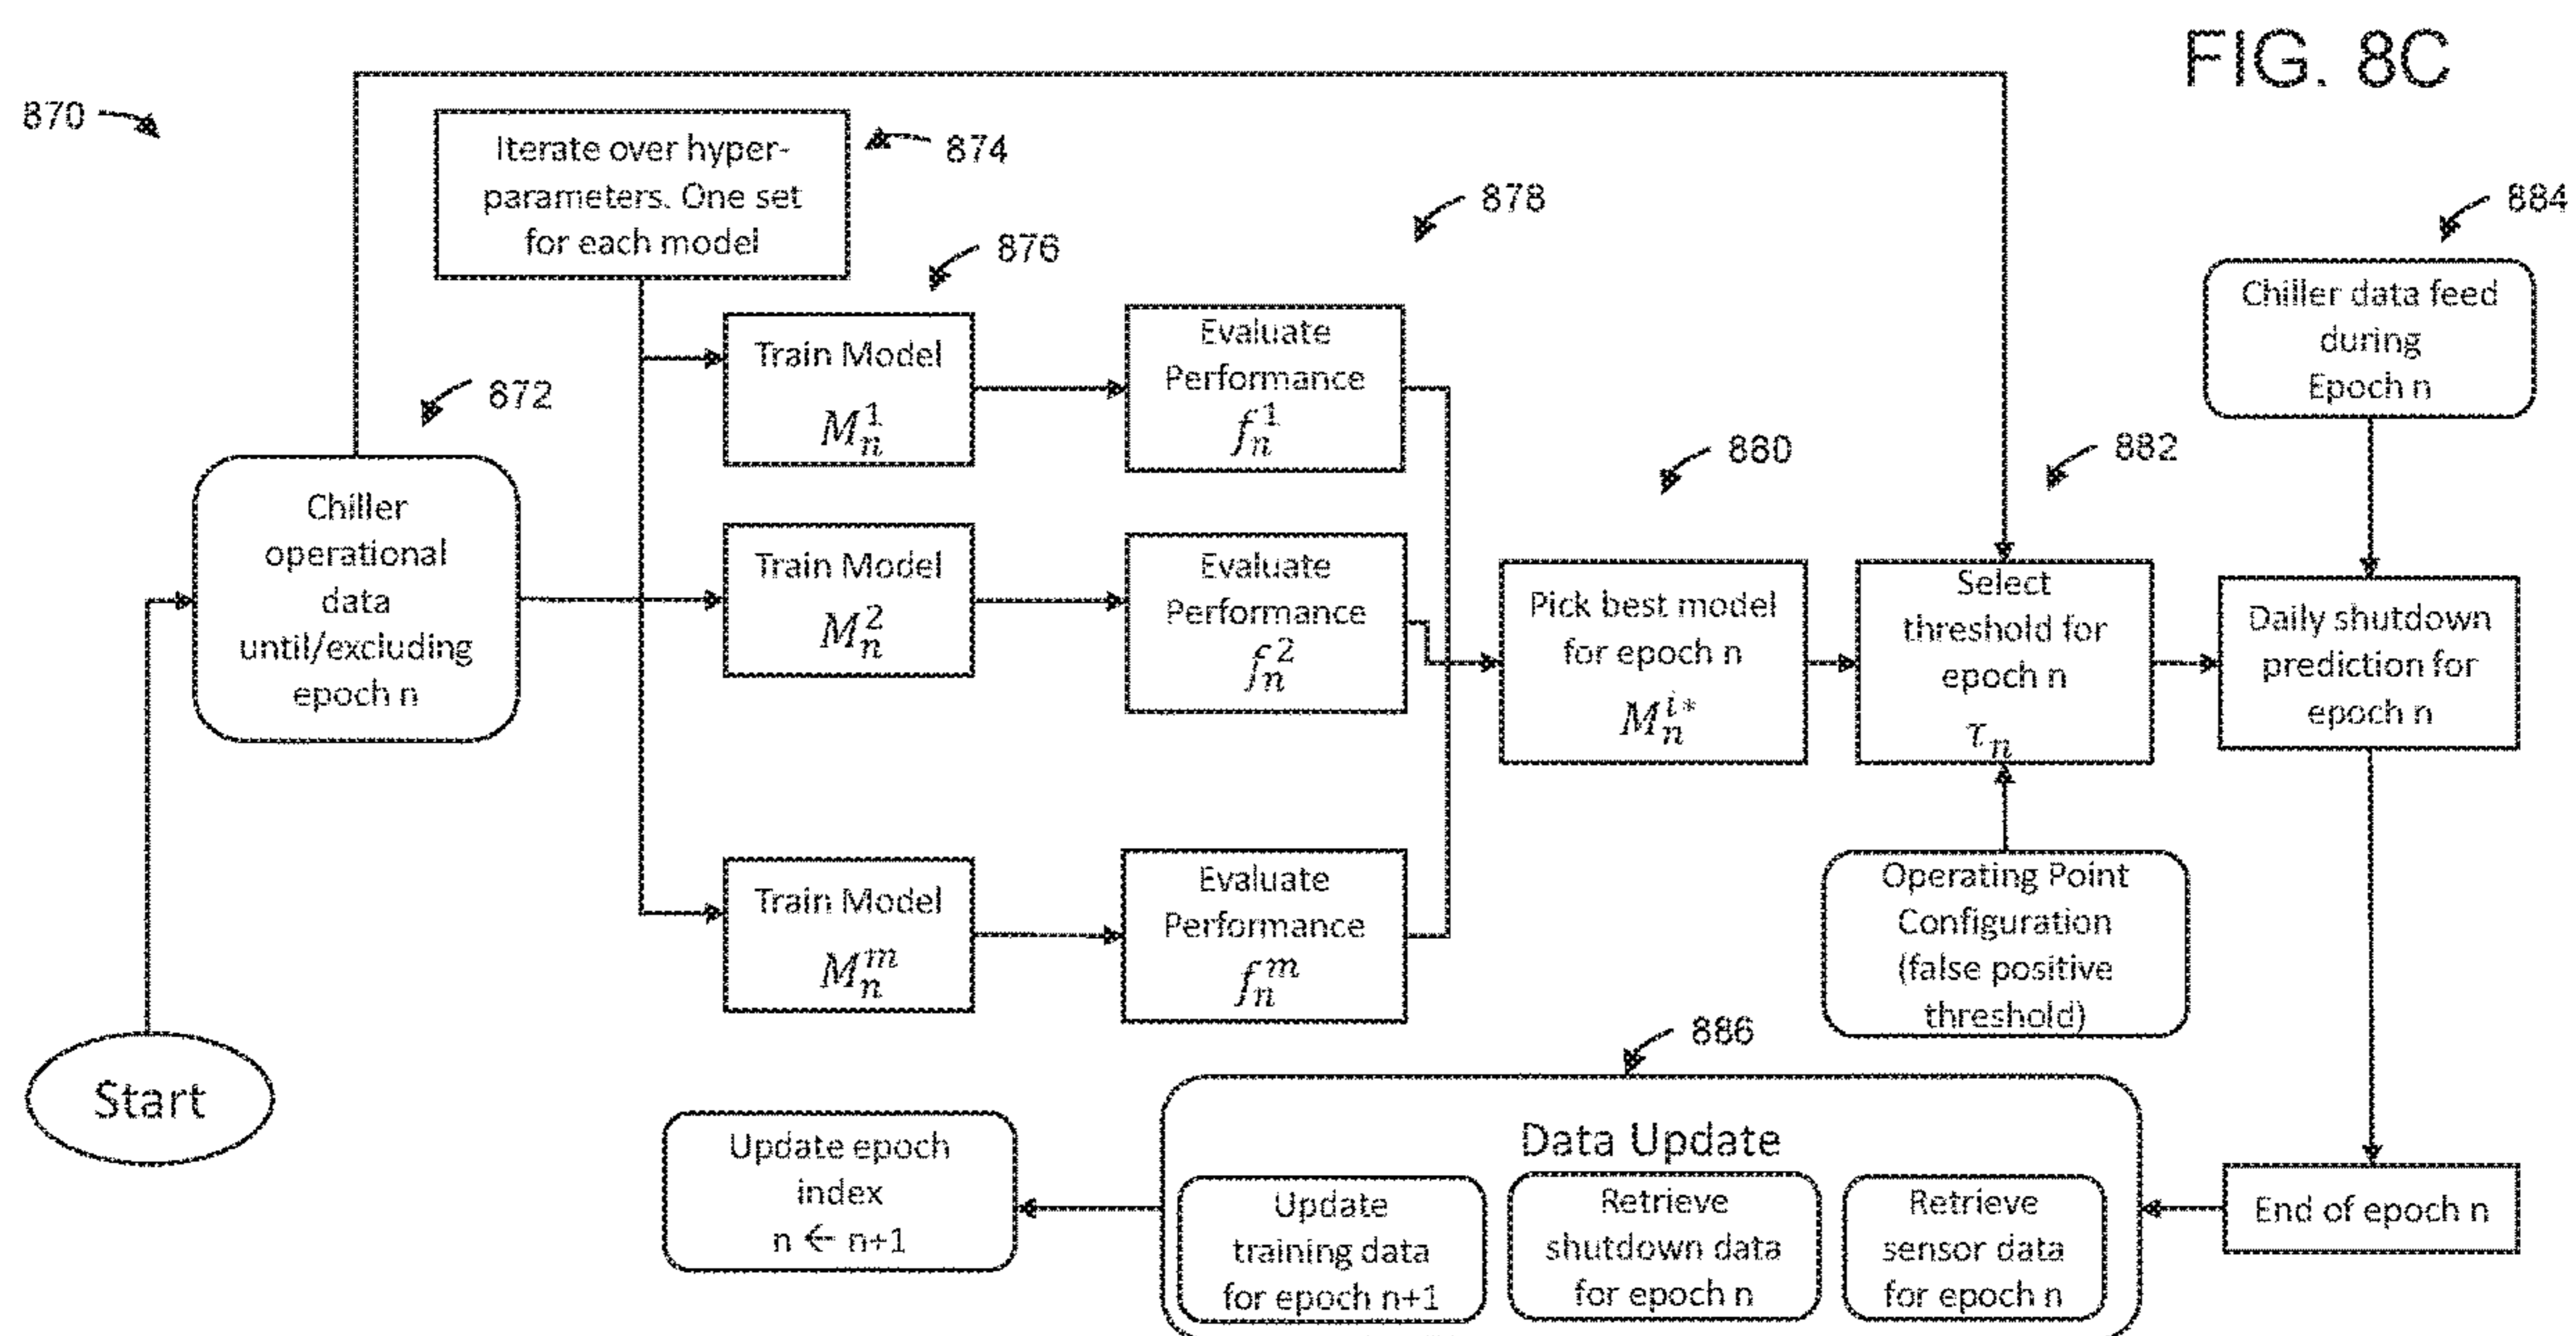 FIG. 8C
870
Iterate over hyper-
parameters. One set
for each model
874
876
878
884
872
880
882
Chiller
operational
data
until/excluding
epoch n
Train Model
M_n^1
Evaluate
Performance
f_n^1
Train Model
M_n^2
Evaluate
Performance
f_n^2
Train Model
M_n^m
Evaluate
Performance
f_n^m
Pick best model
for epoch n
M_n^{i*}
Select
threshold for
epoch n
τ_n
Chiller data feed
during
Epoch n
Daily shutdown
prediction for
epoch n
Operating Point
Configuration
(false positive
threshold)
Start
886
Update epoch
index
n ← n+1
Data Update
Update
training data
for epoch n+1
Retrieve
shutdown data
for epoch n
Retrieve
sensor data
for epoch n
End of epoch n